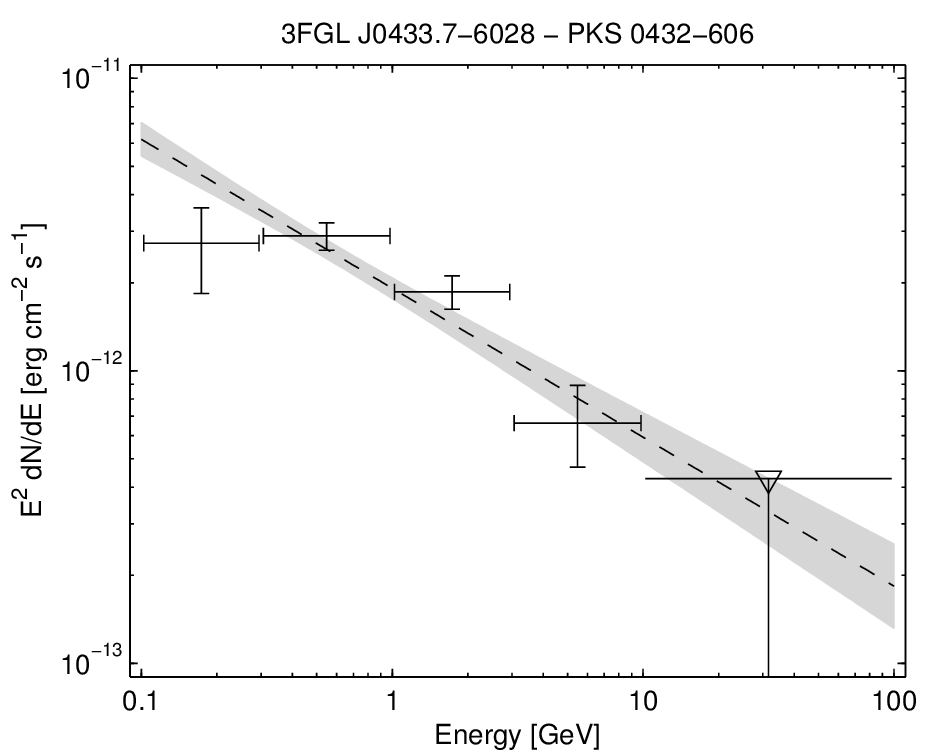 3FGL J0433.7−6028 − PKS 0432−606
10⁻¹¹
10⁻¹²
10⁻¹³
E² dN/dE [erg cm⁻² s⁻¹]
0.1 1 10 100
Energy [GeV]